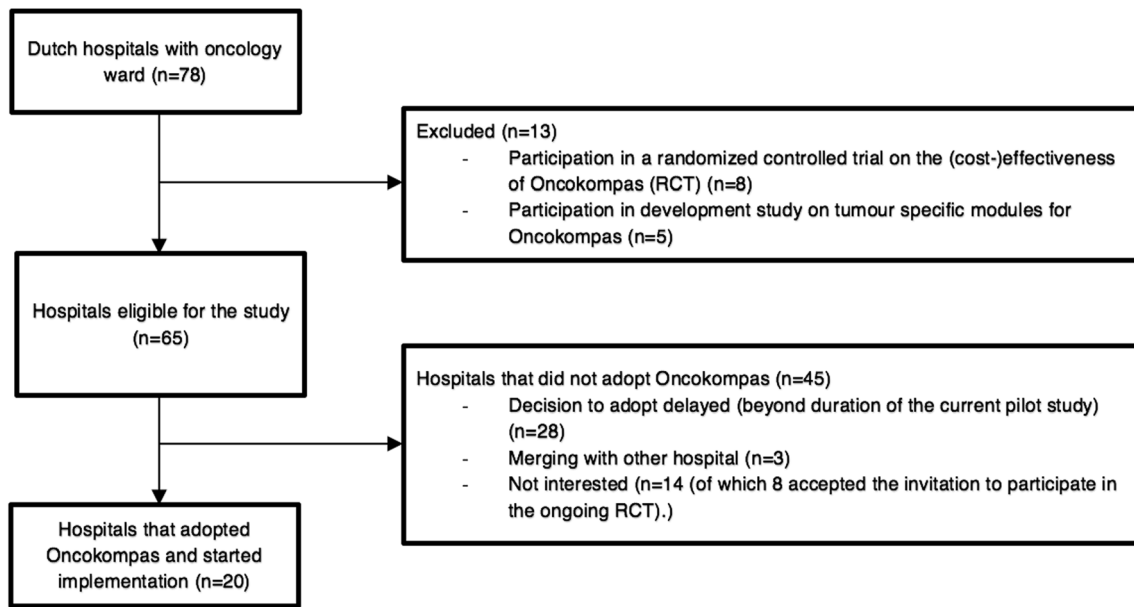 Dutch hospitals with oncology
ward (n=78)
Excluded (n=13)
- Participation in a randomized controlled trial on the (cost-)effectiveness
of Oncokompas (RCT) (n=8)
- Participation in development study on tumour specific modules for
Oncokompas (n=5)
Hospitals eligible for the study
(n=65)
Hospitals that did not adopt Oncokompas (n=45)
- Decision to adopt delayed (beyond duration of the current pilot study)
(n=28)
- Merging with other hospital (n=3)
- Not interested (n=14 (of which 8 accepted the invitation to participate in
the ongoing RCT).)
Hospitals that adopted
Oncokompas and started
implementation (n=20)